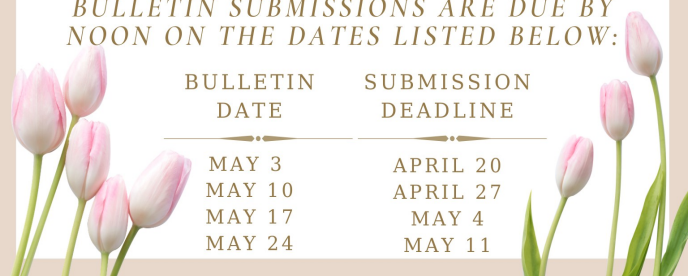 BULLETIN SUBMISSIONS ARE DUE BY
NOON ON THE DATES LISTED BELOW:
BULLETIN DATE
SUBMISSION DEADLINE
MAY 3 APRIL 20
MAY 10 APRIL 27
MAY 17 MAY 4
MAY 24 MAY 11